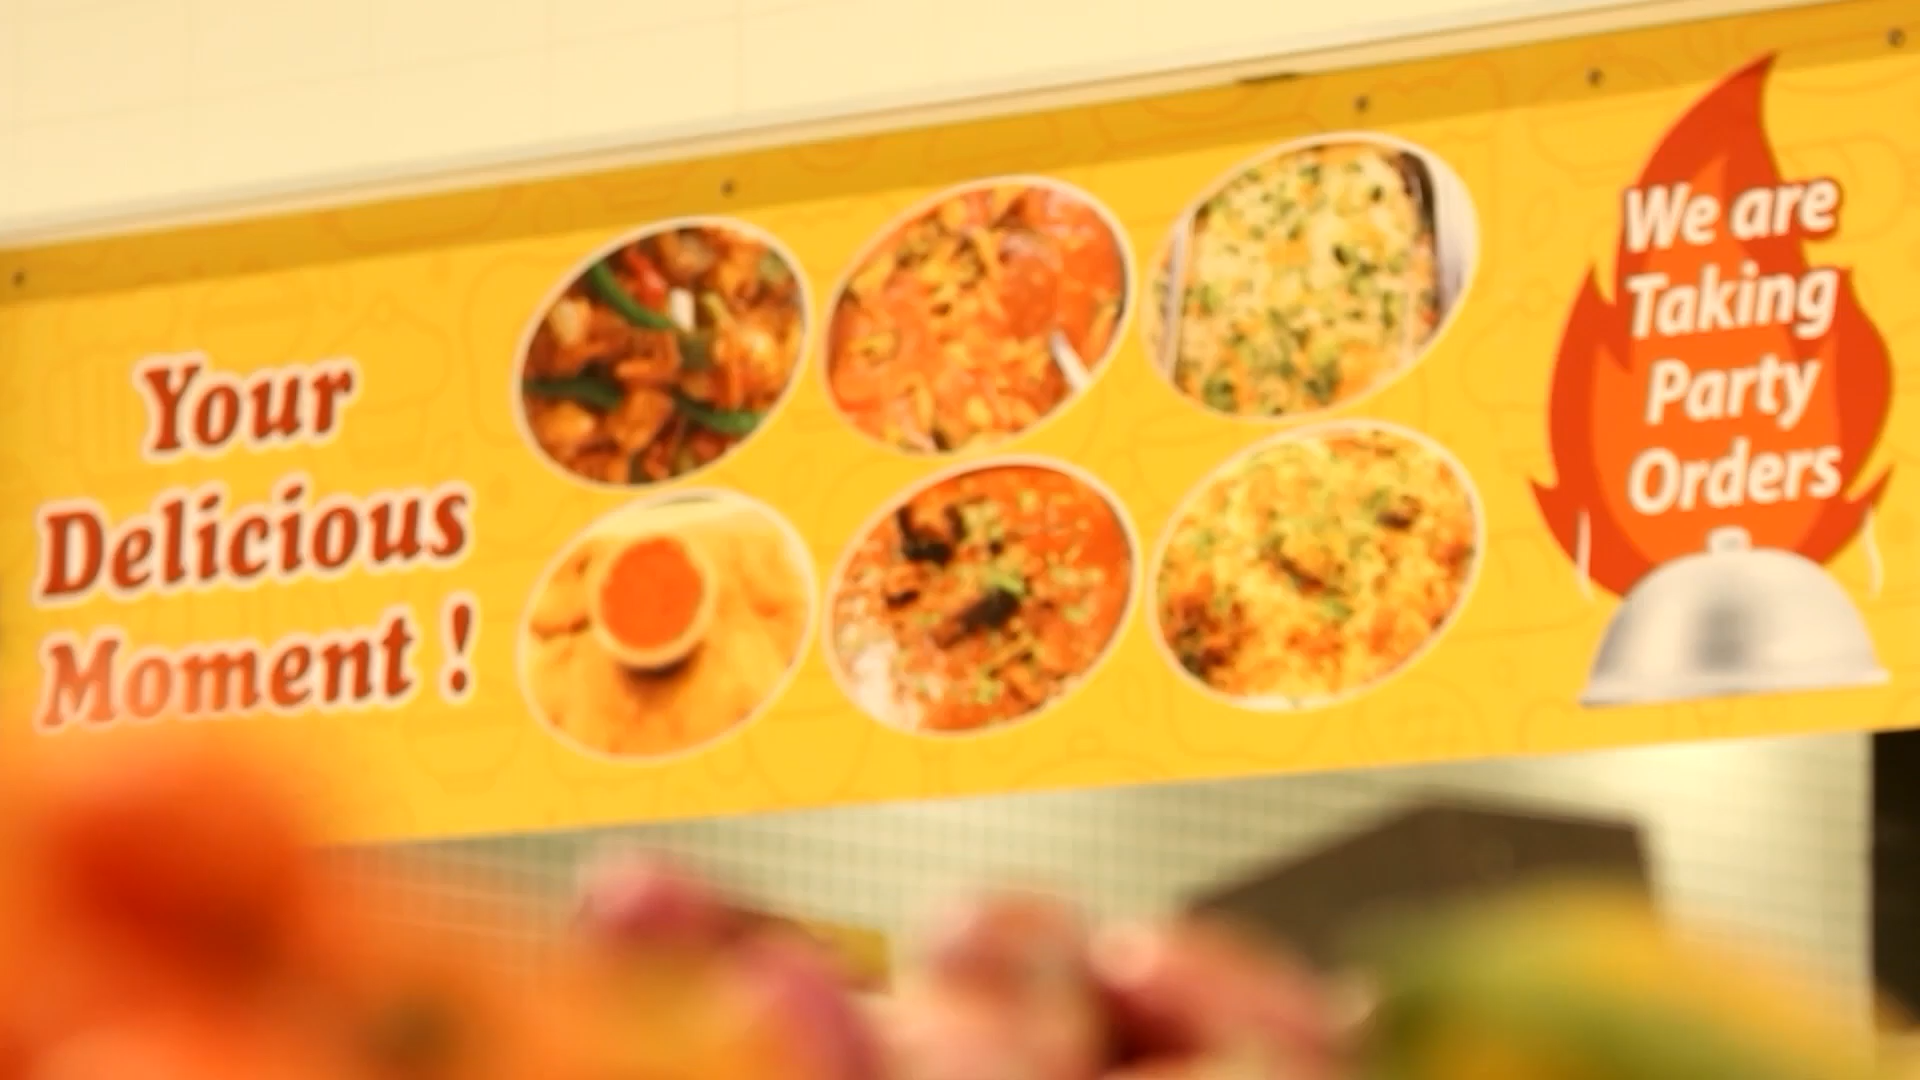 Your
Delicious
Moment !
We are
Taking
Party
Orders